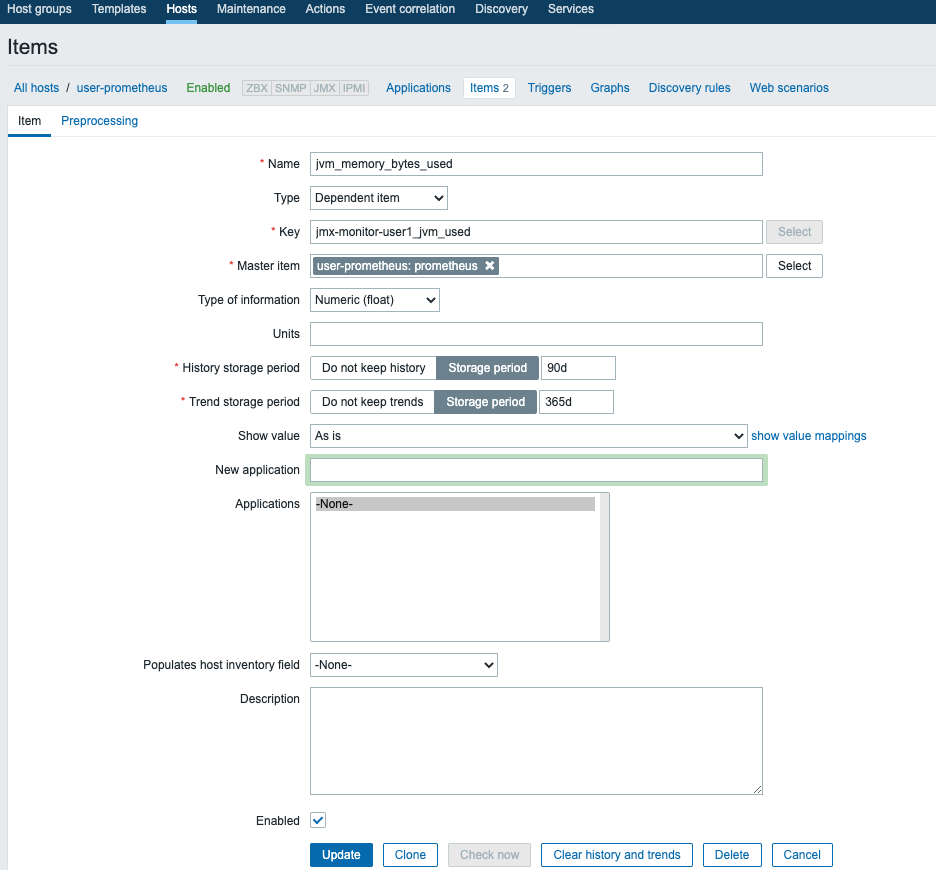 Host groups Templates Hosts Maintenance Actions Event correlation Discovery Services
Items
All hosts / user-prometheus Enabled ZBX SNMP JMX IPMI Applications Items 2 Triggers Graphs Discovery rules Web scenarios
Item Preprocessing
* Name jvm_memory_bytes_used
Type Dependent item
* Key jmx-monitor-user1_jvm_used Select
* Master item user-prometheus: prometheus Select
Type of information Numeric (float)
Units
* History storage period Do not keep history Storage period 90d
* Trend storage period Do not keep trends Storage period 365d
Show value As is show value mappings
New application
Applications -None-
Populates host inventory field -None-
Description
Enabled
Update Clone Check now Clear history and trends Delete Cancel